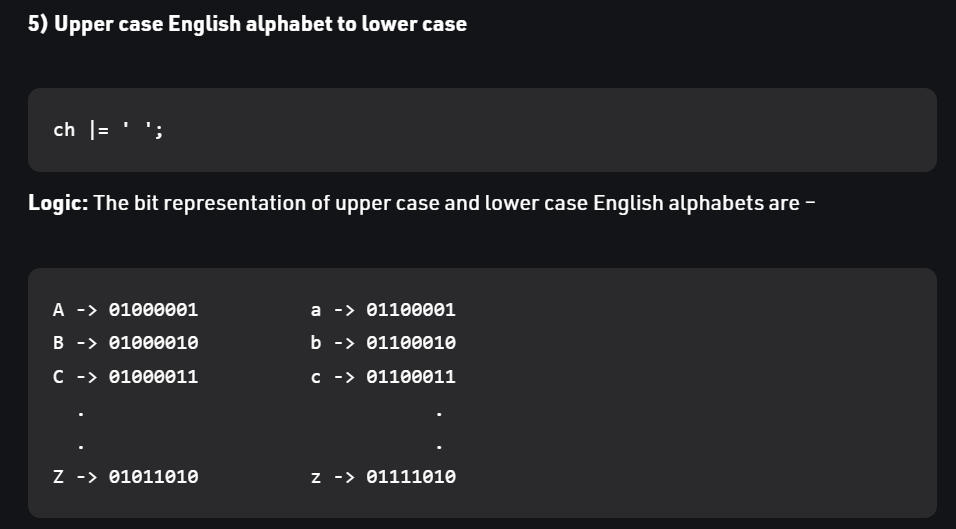 5) Upper case English alphabet to lower case
ch |= ' ';
Logic: The bit representation of upper case and lower case English alphabets are –
A -> 01000001          a -> 01100001
B -> 01000010          b -> 01100010
C -> 01000011          c -> 01100011
  .                               .
  .                               .
Z -> 01011010          z -> 01111010